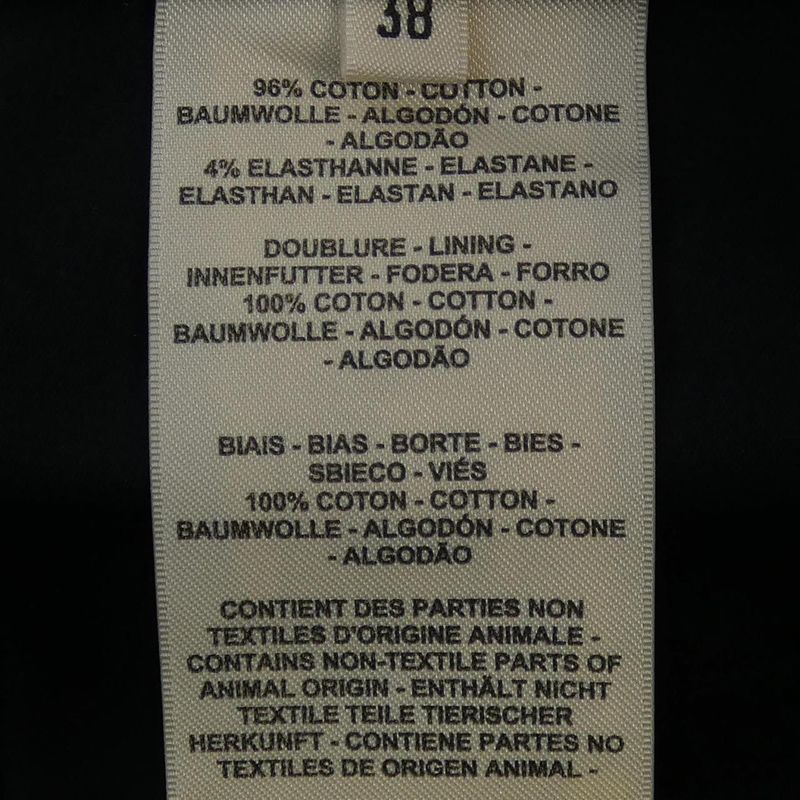 38
96% COTON - COTTON -
BAUMWOLLE - ALGODÓN - COTONE
- ALGODÃO
4% ELASTHANNE - ELASTANE -
ELASTHAN - ELASTAN - ELASTANO
DOUBLURE - LINING -
INNENFUTTER - FODERA - FORRO
100% COTON - COTTON -
BAUMWOLLE - ALGODÓN - COTONE
- ALGODÃO
BIAIS - BIAS - BORTE - BIES -
SBIECO - VIÉS
100% COTON - COTTON -
BAUMWOLLE - ALGODÓN - COTONE
- ALGODÃO
CONTIENT DES PARTIES NON
TEXTILES D'ORIGINE ANIMALE -
CONTAINS NON-TEXTILE PARTS OF
ANIMAL ORIGIN - ENTHÄLT NICHT
TEXTILE TEILE TIERISCHER
HERKUNFT - CONTIENE PARTES NO
TEXTILES DE ORIGEN ANIMAL -